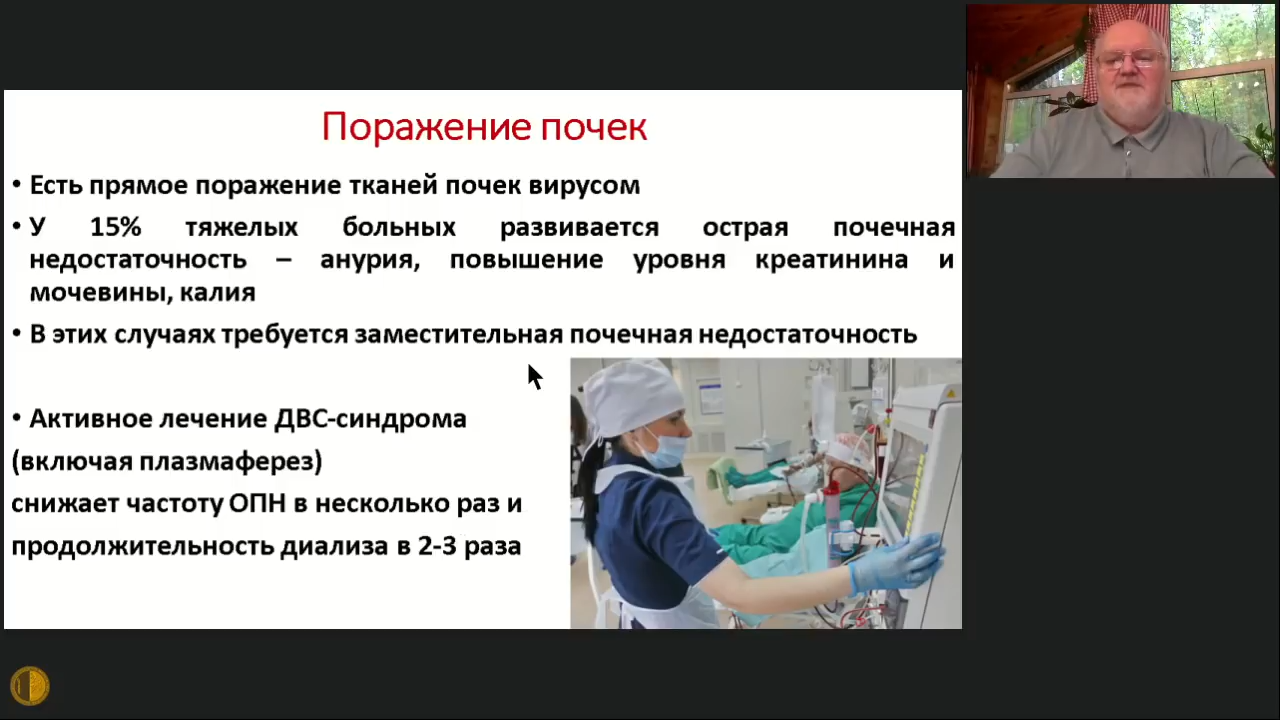 Поражение почек
• Есть прямое поражение тканей почек вирусом
• У 15% тяжелых больных развивается острая почечная
недостаточность – анурия, повышение уровня креатинина и
мочевины, калия
• В этих случаях требуется заместительная почечная недостаточность
• Активное лечение ДВС-синдрома
(включая плазмаферез)
снижает частоту ОПН в несколько раз и
продолжительность диализа в 2-3 раза